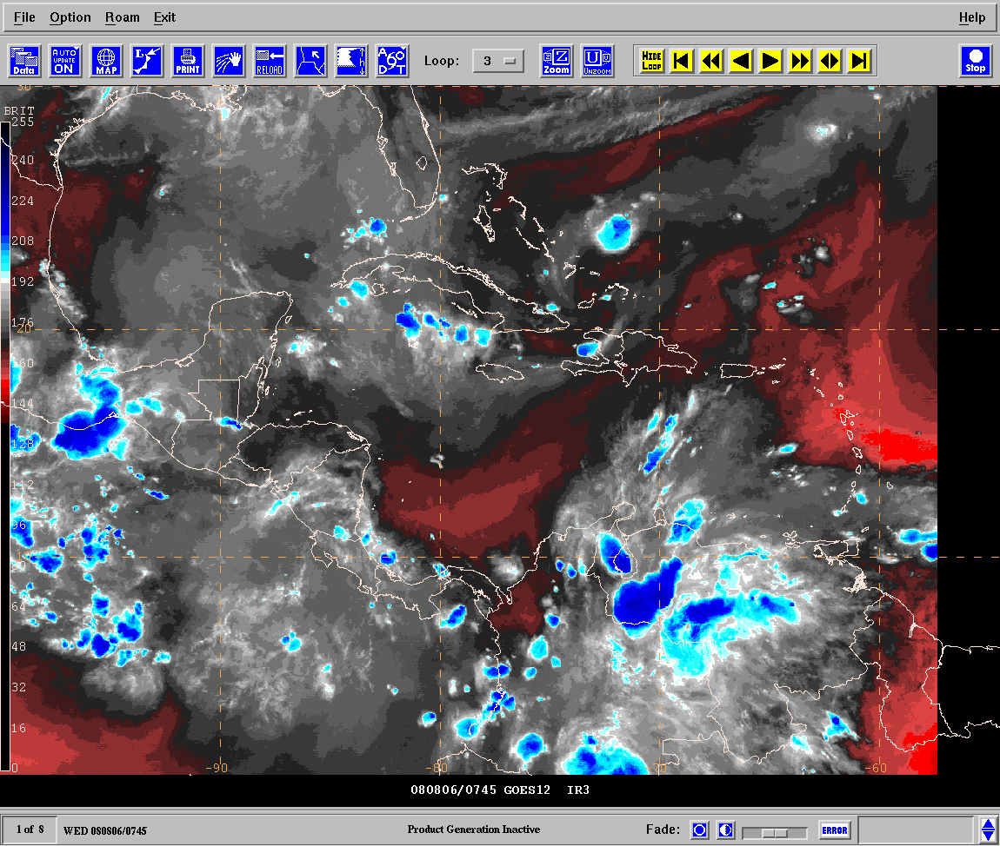 File Option Roam Exit Help
Data AUTO UPDATE ON MAP L PRINT RELOAD A G O D T Loop: 3 Z Zoom U UNZOOM HIDE LOOP Stop
BRIT
255
240
224
208
192
176
20
160
144
128
112
96
64
48
32
16
0
-90 -80 -70 -60
080806/0745 GOES12 IR3
1 of 8 WED 080806/0745 Product Generation Inactive Fade: ERROR